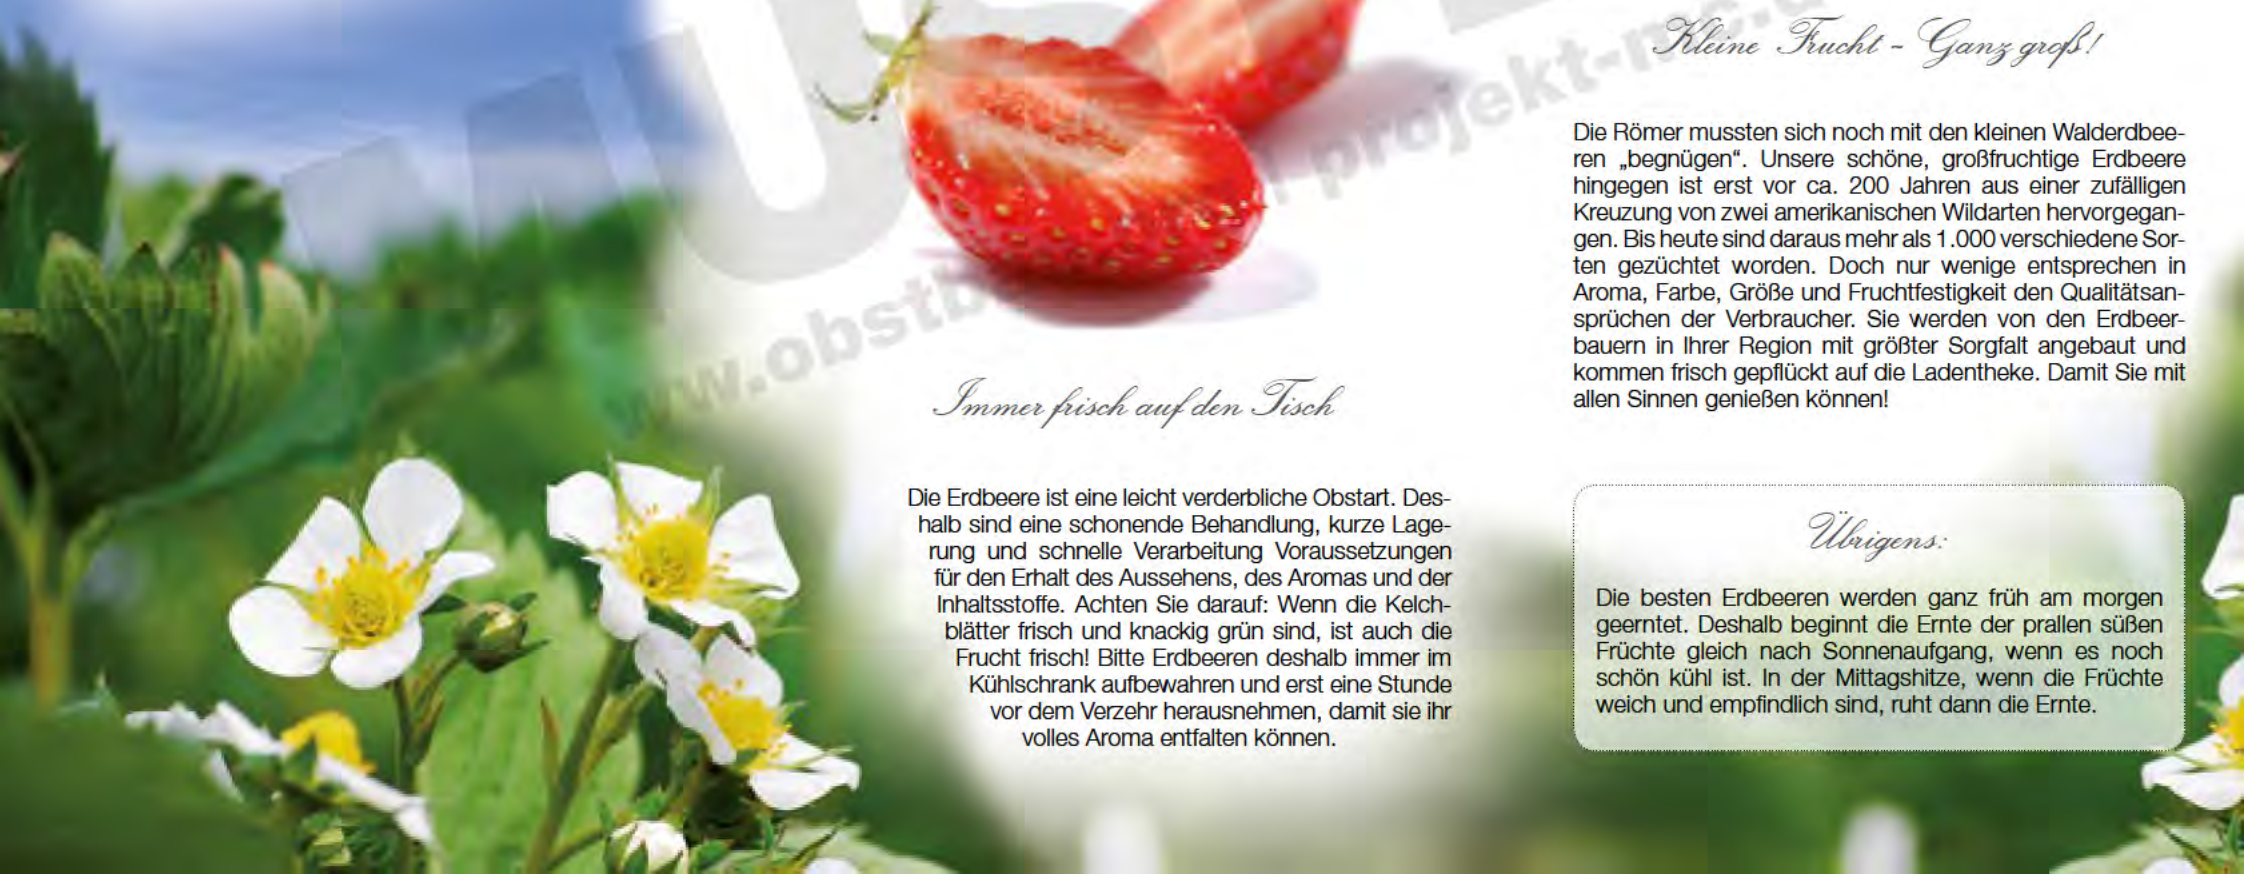 Immer frisch auf den Tisch
Die Erdbeere ist eine leicht verderbliche Obstart. Des-
halb sind eine schonende Behandlung, kurze Lage-
rung und schnelle Verarbeitung Voraussetzungen
für den Erhalt des Aussehens, des Aromas und der
Inhaltsstoffe. Achten Sie darauf: Wenn die Kelch-
blätter frisch und knackig grün sind, ist auch die
Frucht frisch! Bitte Erdbeeren deshalb immer im
Kühlschrank aufbewahren und erst eine Stunde
vor dem Verzehr herausnehmen, damit sie ihr
volles Aroma entfalten können.
Kleine Frucht - Ganz groß!
Die Römer mussten sich noch mit den kleinen Walderdbee-
ren „begnügen“. Unsere schöne, großfruchtige Erdbeere
hingegen ist erst vor ca. 200 Jahren aus einer zufälligen
Kreuzung von zwei amerikanischen Wildarten hervorgegan-
gen. Bis heute sind daraus mehr als 1.000 verschiedene Sor-
ten gezüchtet worden. Doch nur wenige entsprechen in
Aroma, Farbe, Größe und Fruchtfestigkeit den Qualitätsan-
sprüchen der Verbraucher. Sie werden von den Erdbeer-
bauern in Ihrer Region mit größter Sorgfalt angebaut und
kommen frisch gepflückt auf die Ladentheke. Damit Sie mit
allen Sinnen genießen können!
Übrigens:
Die besten Erdbeeren werden ganz früh am morgen
geerntet. Deshalb beginnt die Ernte der prallen süßen
Früchte gleich nach Sonnenaufgang, wenn es noch
schön kühl ist. In der Mittagshitze, wenn die Früchte
weich und empfindlich sind, ruht dann die Ernte.